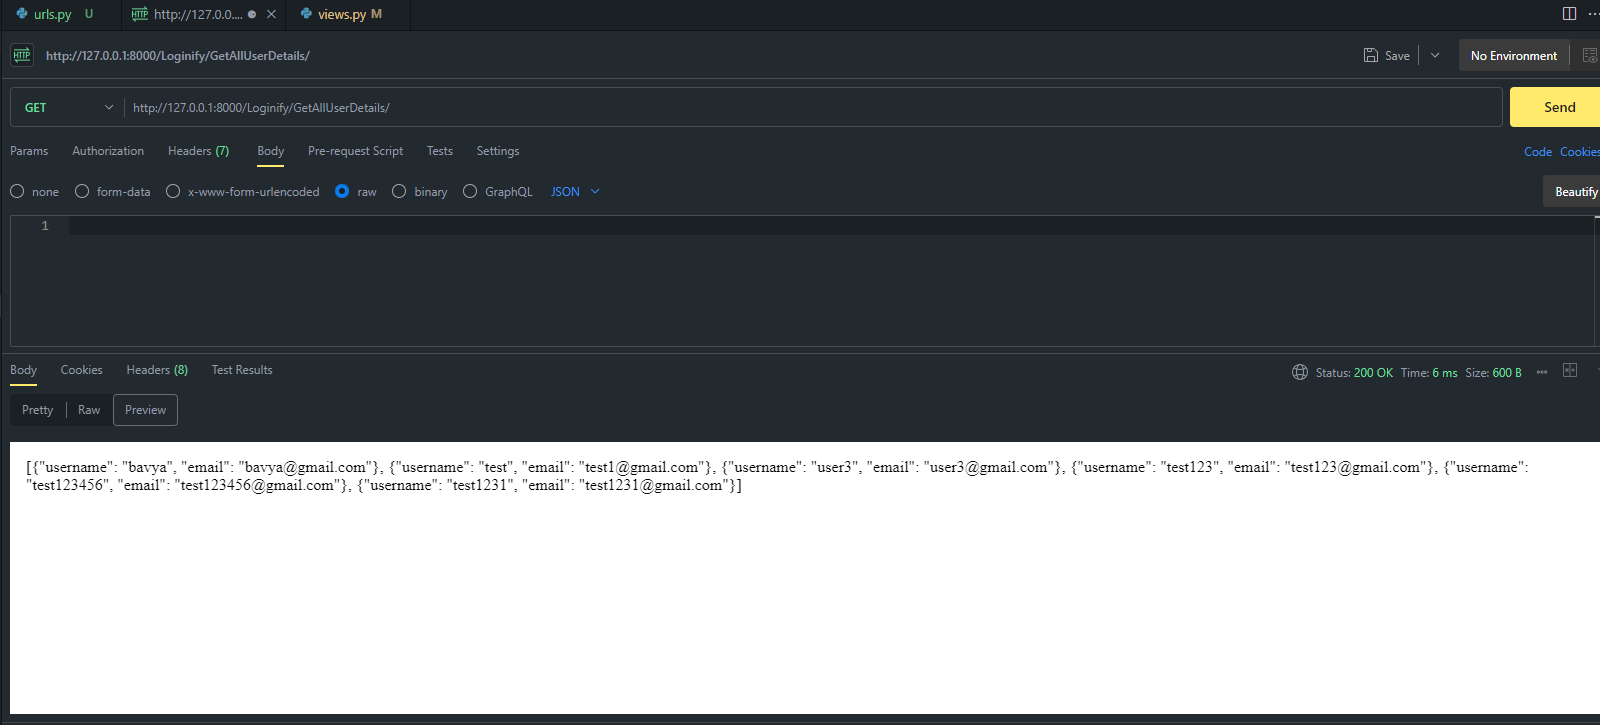 urls.py U HTTP http://127.0.0.... views.py M
HTTP http://127.0.0.1:8000/Loginify/GetAllUserDetails/ Save No Environment
GET http://127.0.0.1:8000/Loginify/GetAllUserDetails/ Send
Params Authorization Headers (7) Body Pre-request Script Tests Settings Code Cookies
none form-data x-www-form-urlencoded raw binary GraphQL JSON Beautify
1
Body Cookies Headers (8) Test Results Status: 200 OK Time: 6 ms Size: 600 B
Pretty Raw Preview
[{"username": "bavya", "email": "bavya@gmail.com"}, {"username": "test", "email": "test1@gmail.com"}, {"username": "user3", "email": "user3@gmail.com"}, {"username": "test123", "email": "test123@gmail.com"}, {"username":
"test123456", "email": "test123456@gmail.com"}, {"username": "test1231", "email": "test1231@gmail.com"}]